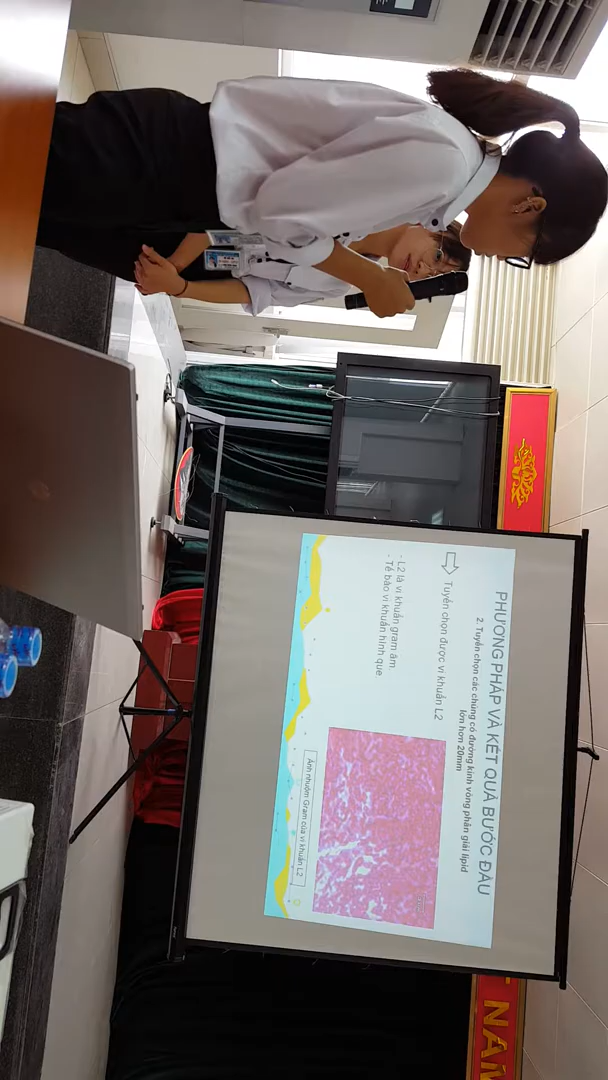 PHƯƠNG PHÁP VÀ KẾT QUẢ BƯỚC ĐẦU
2. Tuyển chọn các chủng có đường kính vòng phân giải lipid
lớn hơn 20mm
Tuyển chọn được vi khuẩn L2
- L2 là vi khuẩn gram âm.
- Tế bào vi khuẩn hình que
Ảnh nhuộm Gram của vi khuẩn L2
NAM